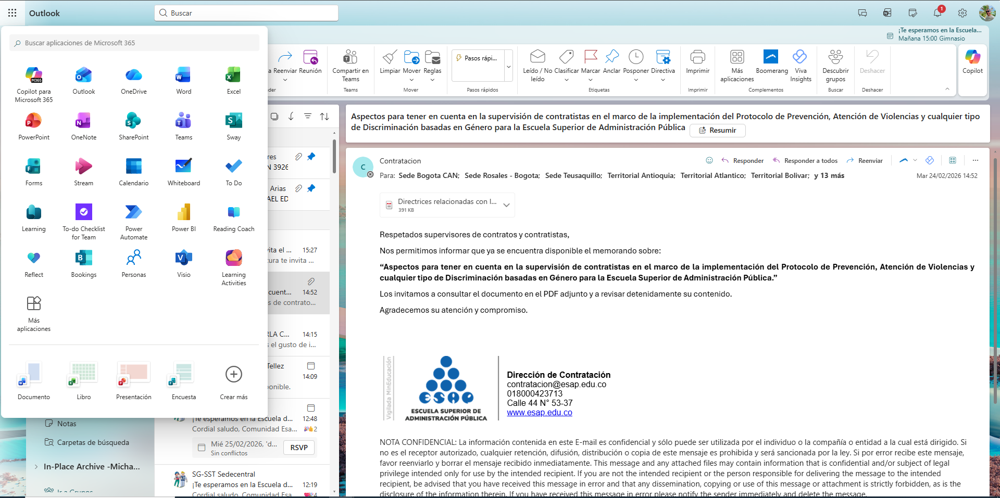 Outlook
Buscar
1
¡Te esperamos en la Escuela...
Mañana 15:00 Gimnasio
Buscar aplicaciones de Microsoft 365
M365
Copilot para
Microsoft 365
Outlook
OneDrive
Word
Excel
PowerPoint
OneNote
SharePoint
Teams
Sway
Forms
Stream
Calendario
Whiteboard
To Do
Learning
To-do Checklist
for Team
Power
Automate
Power BI
Reading Coach
Reflect
Bookings
Personas
Visio
Learning
Activities
Más
aplicaciones
Documento
Libro
Presentación
Encuesta
Crear más
a Reenviar
Reunión
der
Compartir en
Teams
Teams
Limpiar
Mover
Reglas
Mover
Pasos rápi...
Pasos rápidos
Leído / No
leído
Clasificar
Marcar
Anclar
Posponer
Directiva
Etiquetas
Imprimir
Imprimir
Más
aplicaciones
Boomerang
Viva
Insights
Complementos
Descubrir
grupos
Buscar
Deshacer
Deshacer
Copilot
res
N 3926
Arias
AEL ED
vita el ... 15:27
tura te invita ...
cuent... 14:52
s de contrato...
RLA C... 14:15
s el gusto de i...
Tellez
14:09
ponible.
¡Te esperamos en la Escuela d... 12:48
Cordial saludo, Comunidad Esa... 2
Mié 25/02/2026, 'd...
Sin conflictos
RSVP
SG-SST Sedecentral
¡Te esperamos en la Escuela d... 12:19
Cordial saludo, Comunidad Esa... 4
Notas
Carpetas de búsqueda
In-Place Archive -Micha...
Ir a Grupos
Aspectos para tener en cuenta en la supervisión de contratistas en el marco de la implementación del Protocolo de Prevención, Atención de Violencias y cualquier tipo
de Discriminación basadas en Género para la Escuela Superior de Administración Pública
Resumir
C
Contratacion
Responder
Responder a todos
Reenviar
Para: Sede Bogota CAN; Sede Rosales - Bogota; Sede Teusaquillo; Territorial Antioquia; Territorial Atlantico; Territorial Bolivar; y 13 más
Mar 24/02/2026 14:52
Directrices relacionadas con l...
391 KB
Respetados supervisores de contratos y contratistas,
Nos permitimos informar que ya se encuentra disponible el memorando sobre:
“Aspectos para tener en cuenta en la supervisión de contratistas en el marco de la implementación del Protocolo de Prevención, Atención de Violencias y
cualquier tipo de Discriminación basadas en Género para la Escuela Superior de Administración Pública.”
Los invitamos a consultar el documento en el PDF adjunto y a revisar detenidamente su contenido.
Agradecemos su atención y compromiso.
Vigilada MinEducación
ESAP
ESCUELA SUPERIOR DE
ADMINISTRACIÓN PÚBLICA
Dirección de Contratación
contratacion@esap.edu.co
018000423713
Calle 44 N° 53-37
www.esap.edu.co
NOTA CONFIDENCIAL: La información contenida en este E-mail es confidencial y sólo puede ser utilizada por el individuo o la compañía o entidad a la cual está dirigido. Si
no es el receptor autorizado, cualquier retención, difusión, distribución o copia de este mensaje es prohibida y será sancionada por la ley. Si por error recibe este mensaje,
favor reenviarlo y borrar el mensaje recibido inmediatamente. This message and any attached files may contain information that is confidential and/or subject of legal
privilege intended only for use by the intended recipient. If you are not the intended recipient or the person responsible for delivering the message to the intended
recipient, be advised that you have received this message in error and that any dissemination, copying or use of this message or attachment is strictly forbidden, as is the
disclosure of the information therein. If you have received this message in error please notify the sender immediately and delete the message.